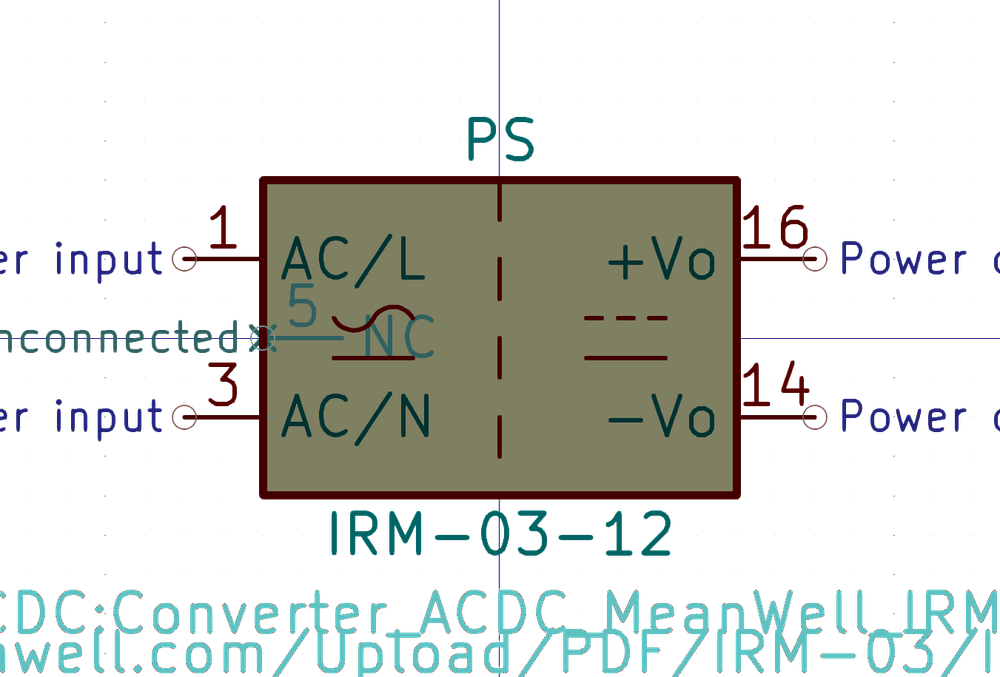 PS
1
16
er input
AC/L
+Vo
Power
5
nconnected
NC
3
14
er input
AC/N
-Vo
Power
IRM-03-12
CDC:Converter_ACDC_MeanWell_IRM
well.com/Upload/PDF/IRM-03/I